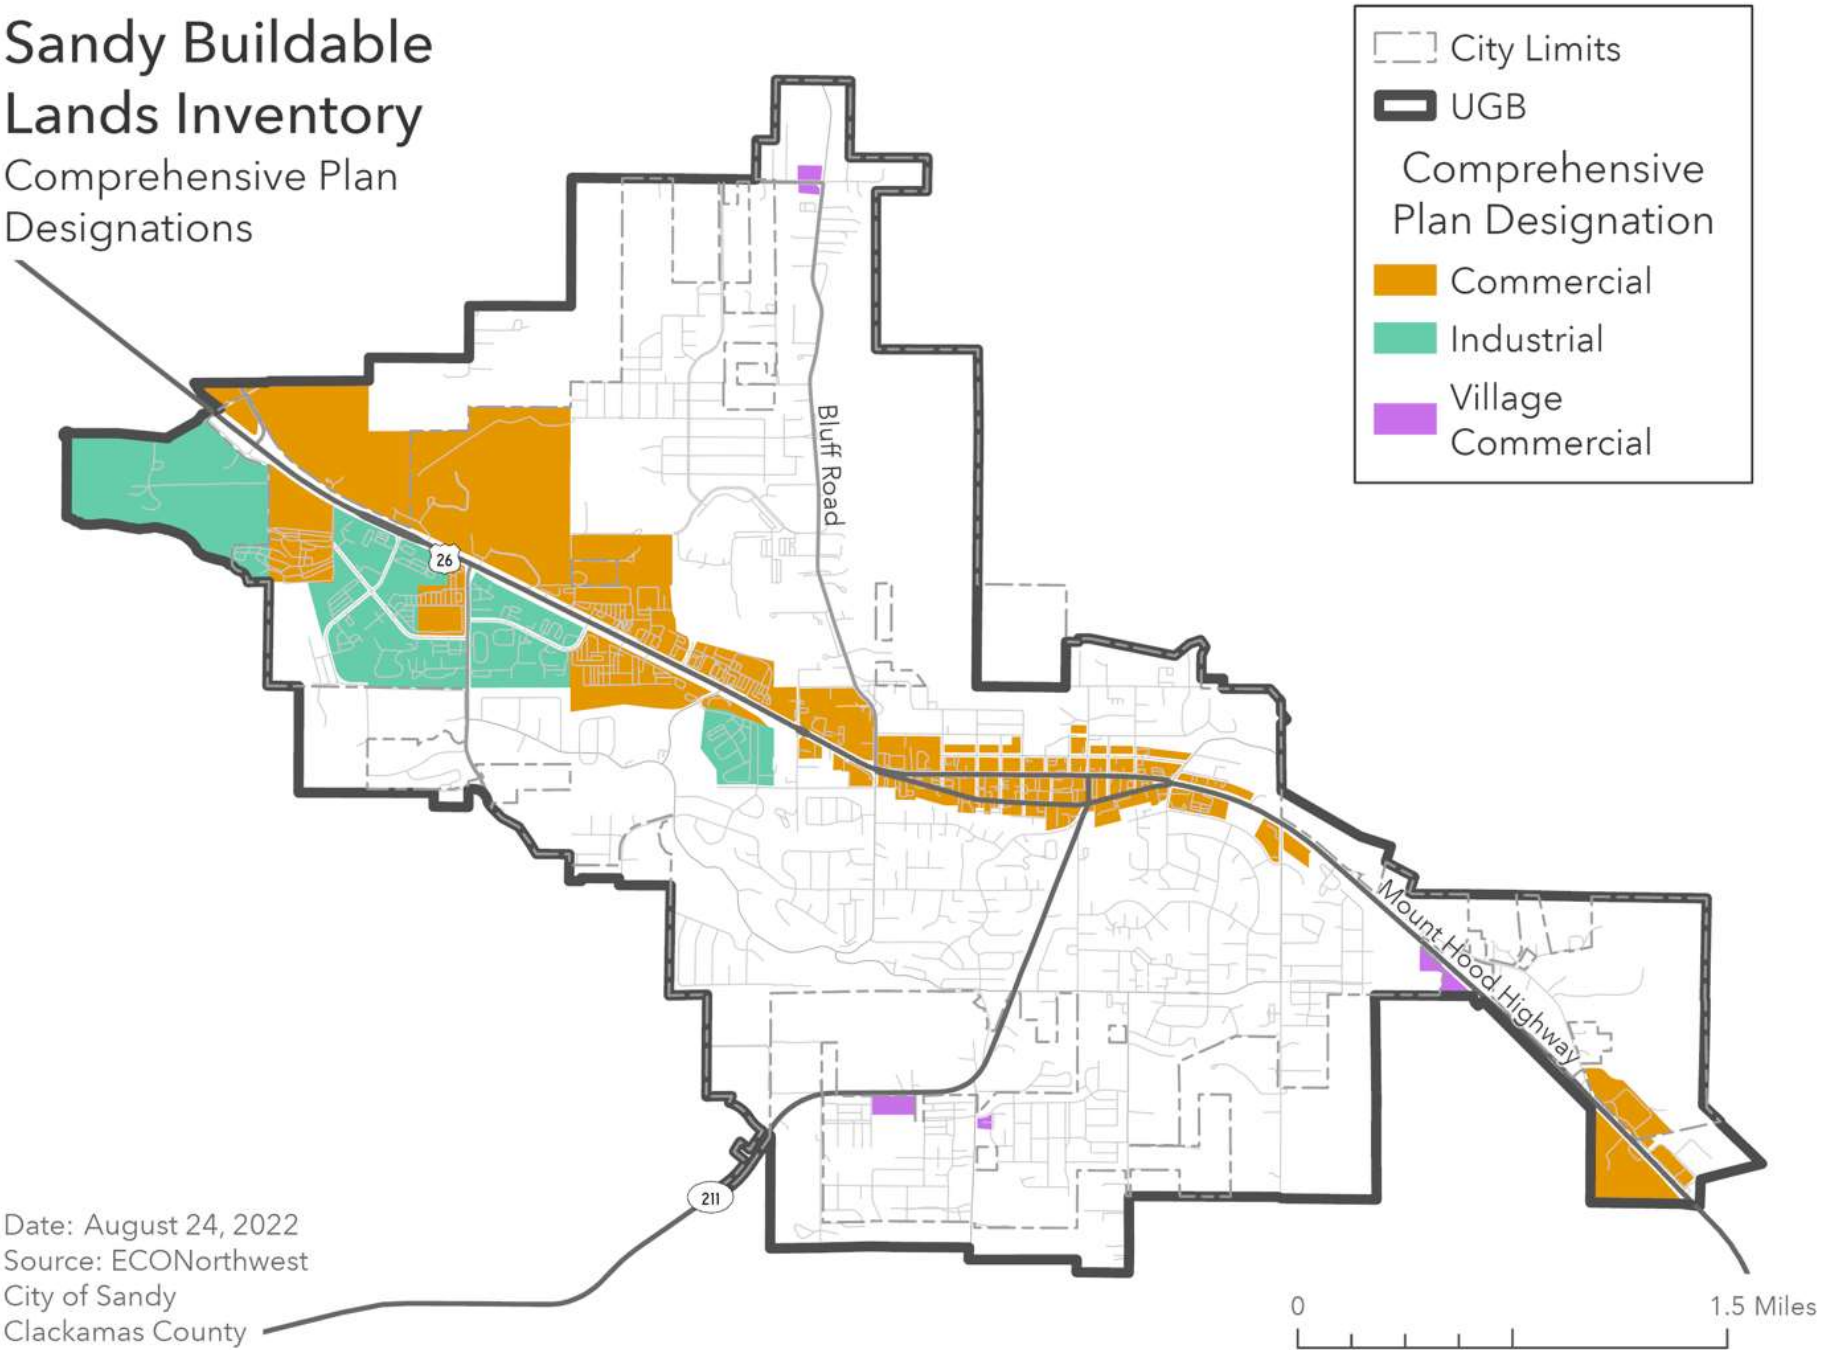 Sandy Buildable
Lands Inventory
Comprehensive Plan
Designations
City Limits
UGB
Comprehensive
Plan Designation
Commercial
Industrial
Village
Commercial
Bluff Road
26
Mount Hood Highway
211
Date: August 24, 2022
Source: ECONorthwest
City of Sandy
Clackamas County
0
1.5 Miles